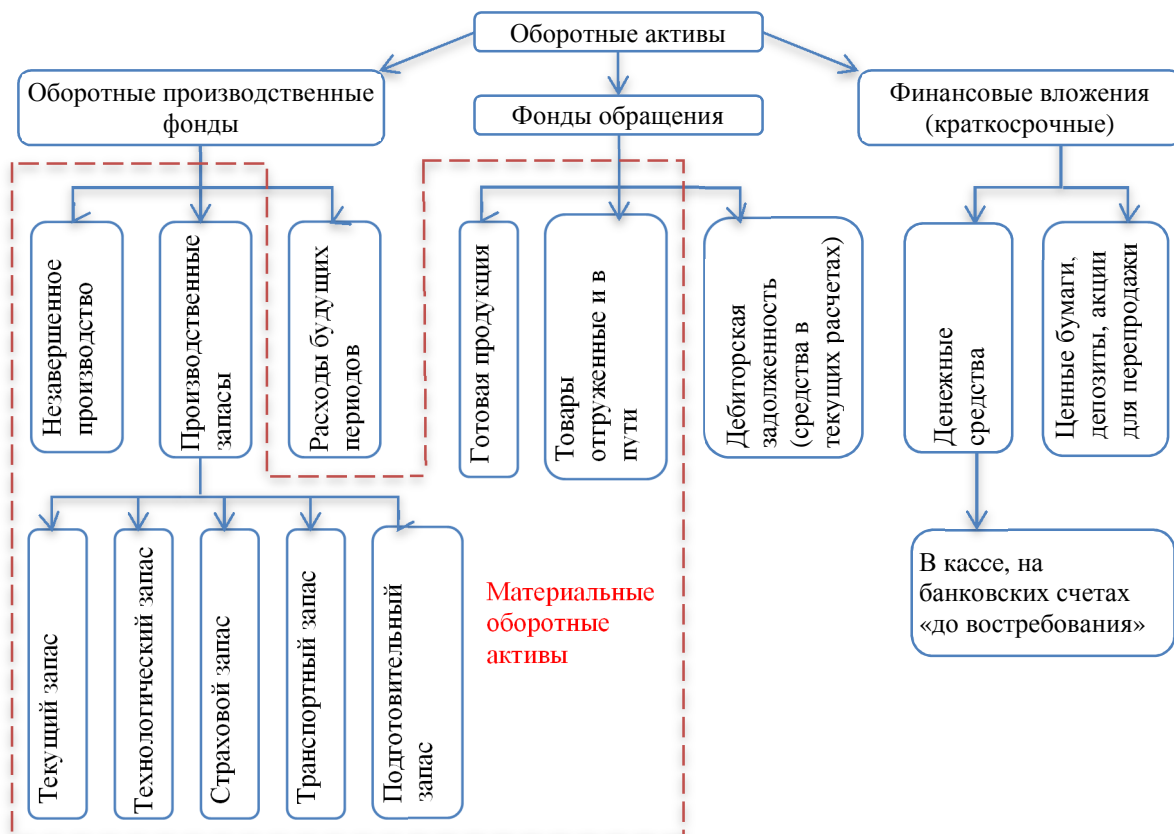 Оборотные активы
Оборотные производственные
фонды
Фонды обращения
Финансовые вложения
(краткосрочные)
Незавершенное
производство
Производственные
запасы
Расходы будущих
периодов
Готовая продукция
Товары
отгруженные и в
пути
Дебиторская
задолженность
(средства в
текущих расчетах)
Денежные
средства
Ценные бумаги,
депозиты, акции
для перепродажи
Текущий запас
Технологический запас
Страховой запас
Транспортный запас
Подготовительный
запас
Материальные
оборотные
активы
В кассе, на
банковских счетах
«до востребования»